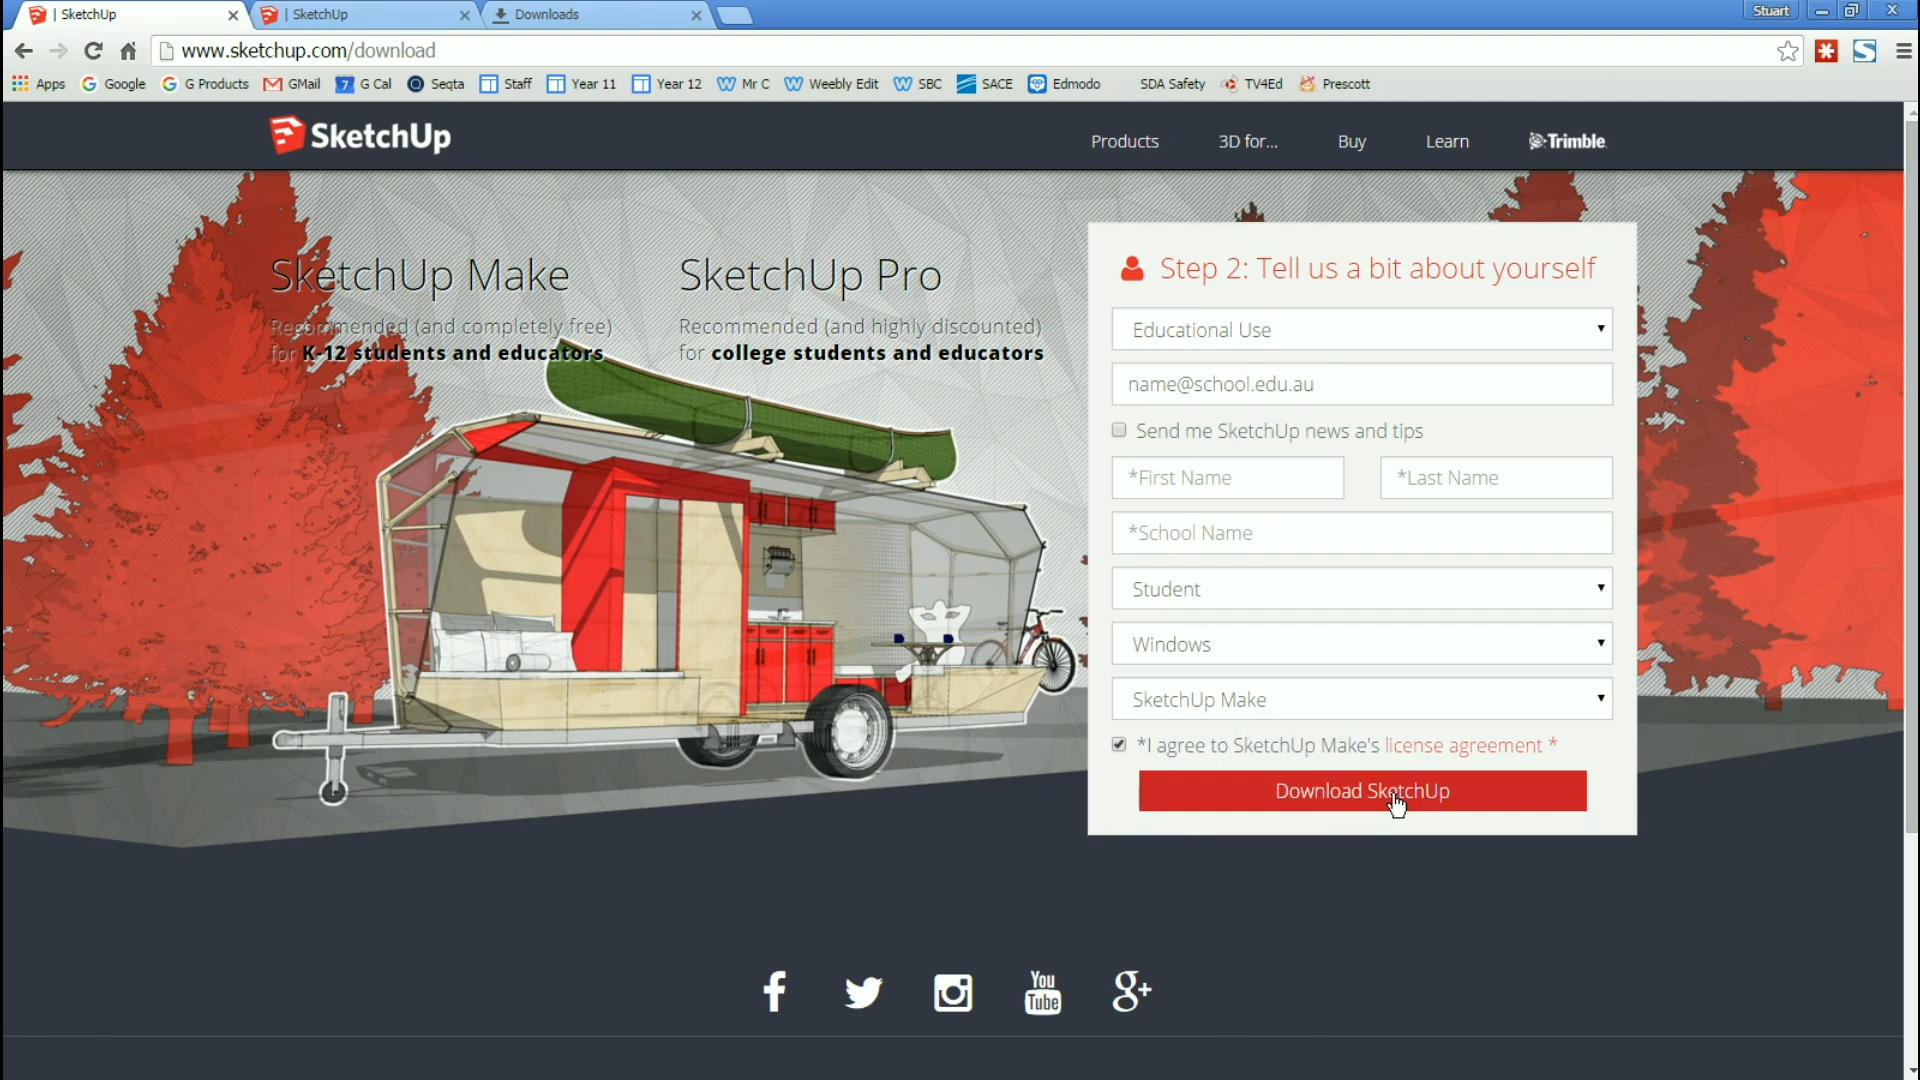 | SketchUp
| SketchUp
Downloads
Stuart
www.sketchup.com/download
Apps
Google
G Products
GMail
7
G Cal
Seqta
Staff
Year 11
Year 12
Mr C
Weebly Edit
SBC
SACE
Edmodo
SDA Safety
TV4Ed
Prescott
SketchUp
Products
3D for...
Buy
Learn
Trimble
SketchUp Make
Recommended (and completely free)
for K-12 students and educators
SketchUp Pro
Recommended (and highly discounted)
for college students and educators
Step 2: Tell us a bit about yourself
Educational Use
name@school.edu.au
Send me SketchUp news and tips
*First Name
*Last Name
*School Name
Student
Windows
SketchUp Make
*I agree to SketchUp Make's license agreement *
Download SketchUp
You
Tube
g+